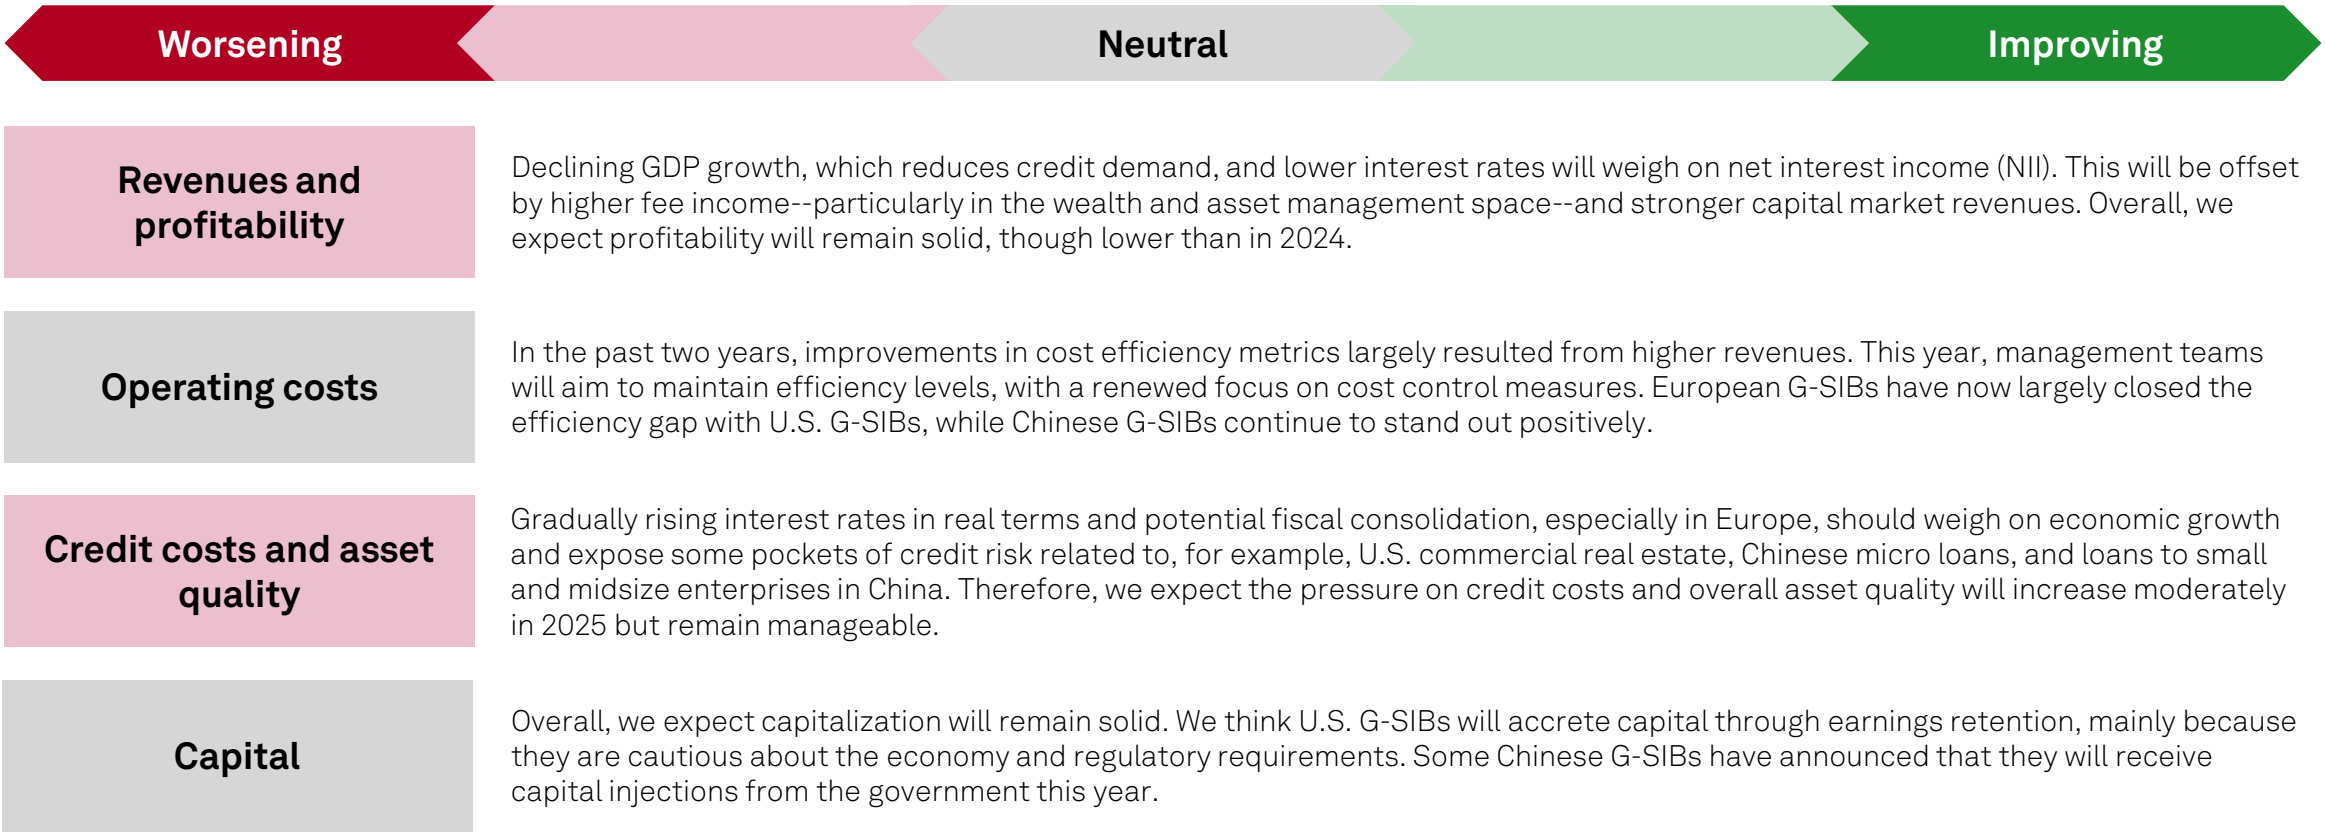 Worsening
Neutral
Improving
Revenues and
profitability
Declining GDP growth, which reduces credit demand, and lower interest rates will weigh on net interest income (NII). This will be offset
by higher fee income--particularly in the wealth and asset management space--and stronger capital market revenues. Overall, we
expect profitability will remain solid, though lower than in 2024.
Operating costs
In the past two years, improvements in cost efficiency metrics largely resulted from higher revenues. This year, management teams
will aim to maintain efficiency levels, with a renewed focus on cost control measures. European G-SIBs have now largely closed the
efficiency gap with U.S. G-SIBs, while Chinese G-SIBs continue to stand out positively.
Credit costs and asset
quality
Gradually rising interest rates in real terms and potential fiscal consolidation, especially in Europe, should weigh on economic growth
and expose some pockets of credit risk related to, for example, U.S. commercial real estate, Chinese micro loans, and loans to small
and midsize enterprises in China. Therefore, we expect the pressure on credit costs and overall asset quality will increase moderately
in 2025 but remain manageable.
Capital
Overall, we expect capitalization will remain solid. We think U.S. G-SIBs will accrete capital through earnings retention, mainly because
they are cautious about the economy and regulatory requirements. Some Chinese G-SIBs have announced that they will receive
capital injections from the government this year.